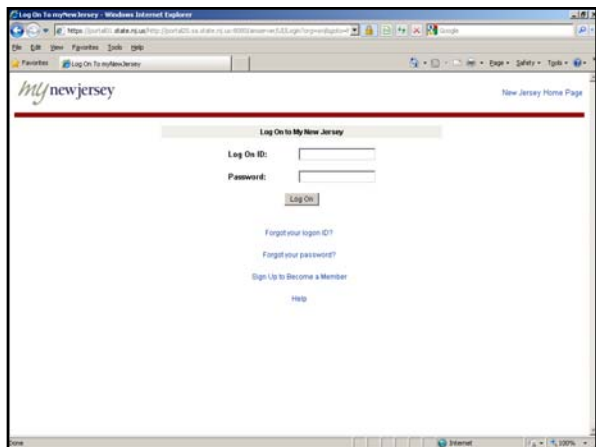 Log On To myNewJersey - Windows Internet Explorer
File Edit View Favorites Tools Help
Favorites Log On To myNewJersey
Page Safety Tools
my newjersey
New Jersey Home Page
Log On to My New Jersey
Log On ID:
Password:
Log On
Forgot your logon ID?
Forgot your password?
Sign Up to Become a Member
Help
Done
Internet
100%